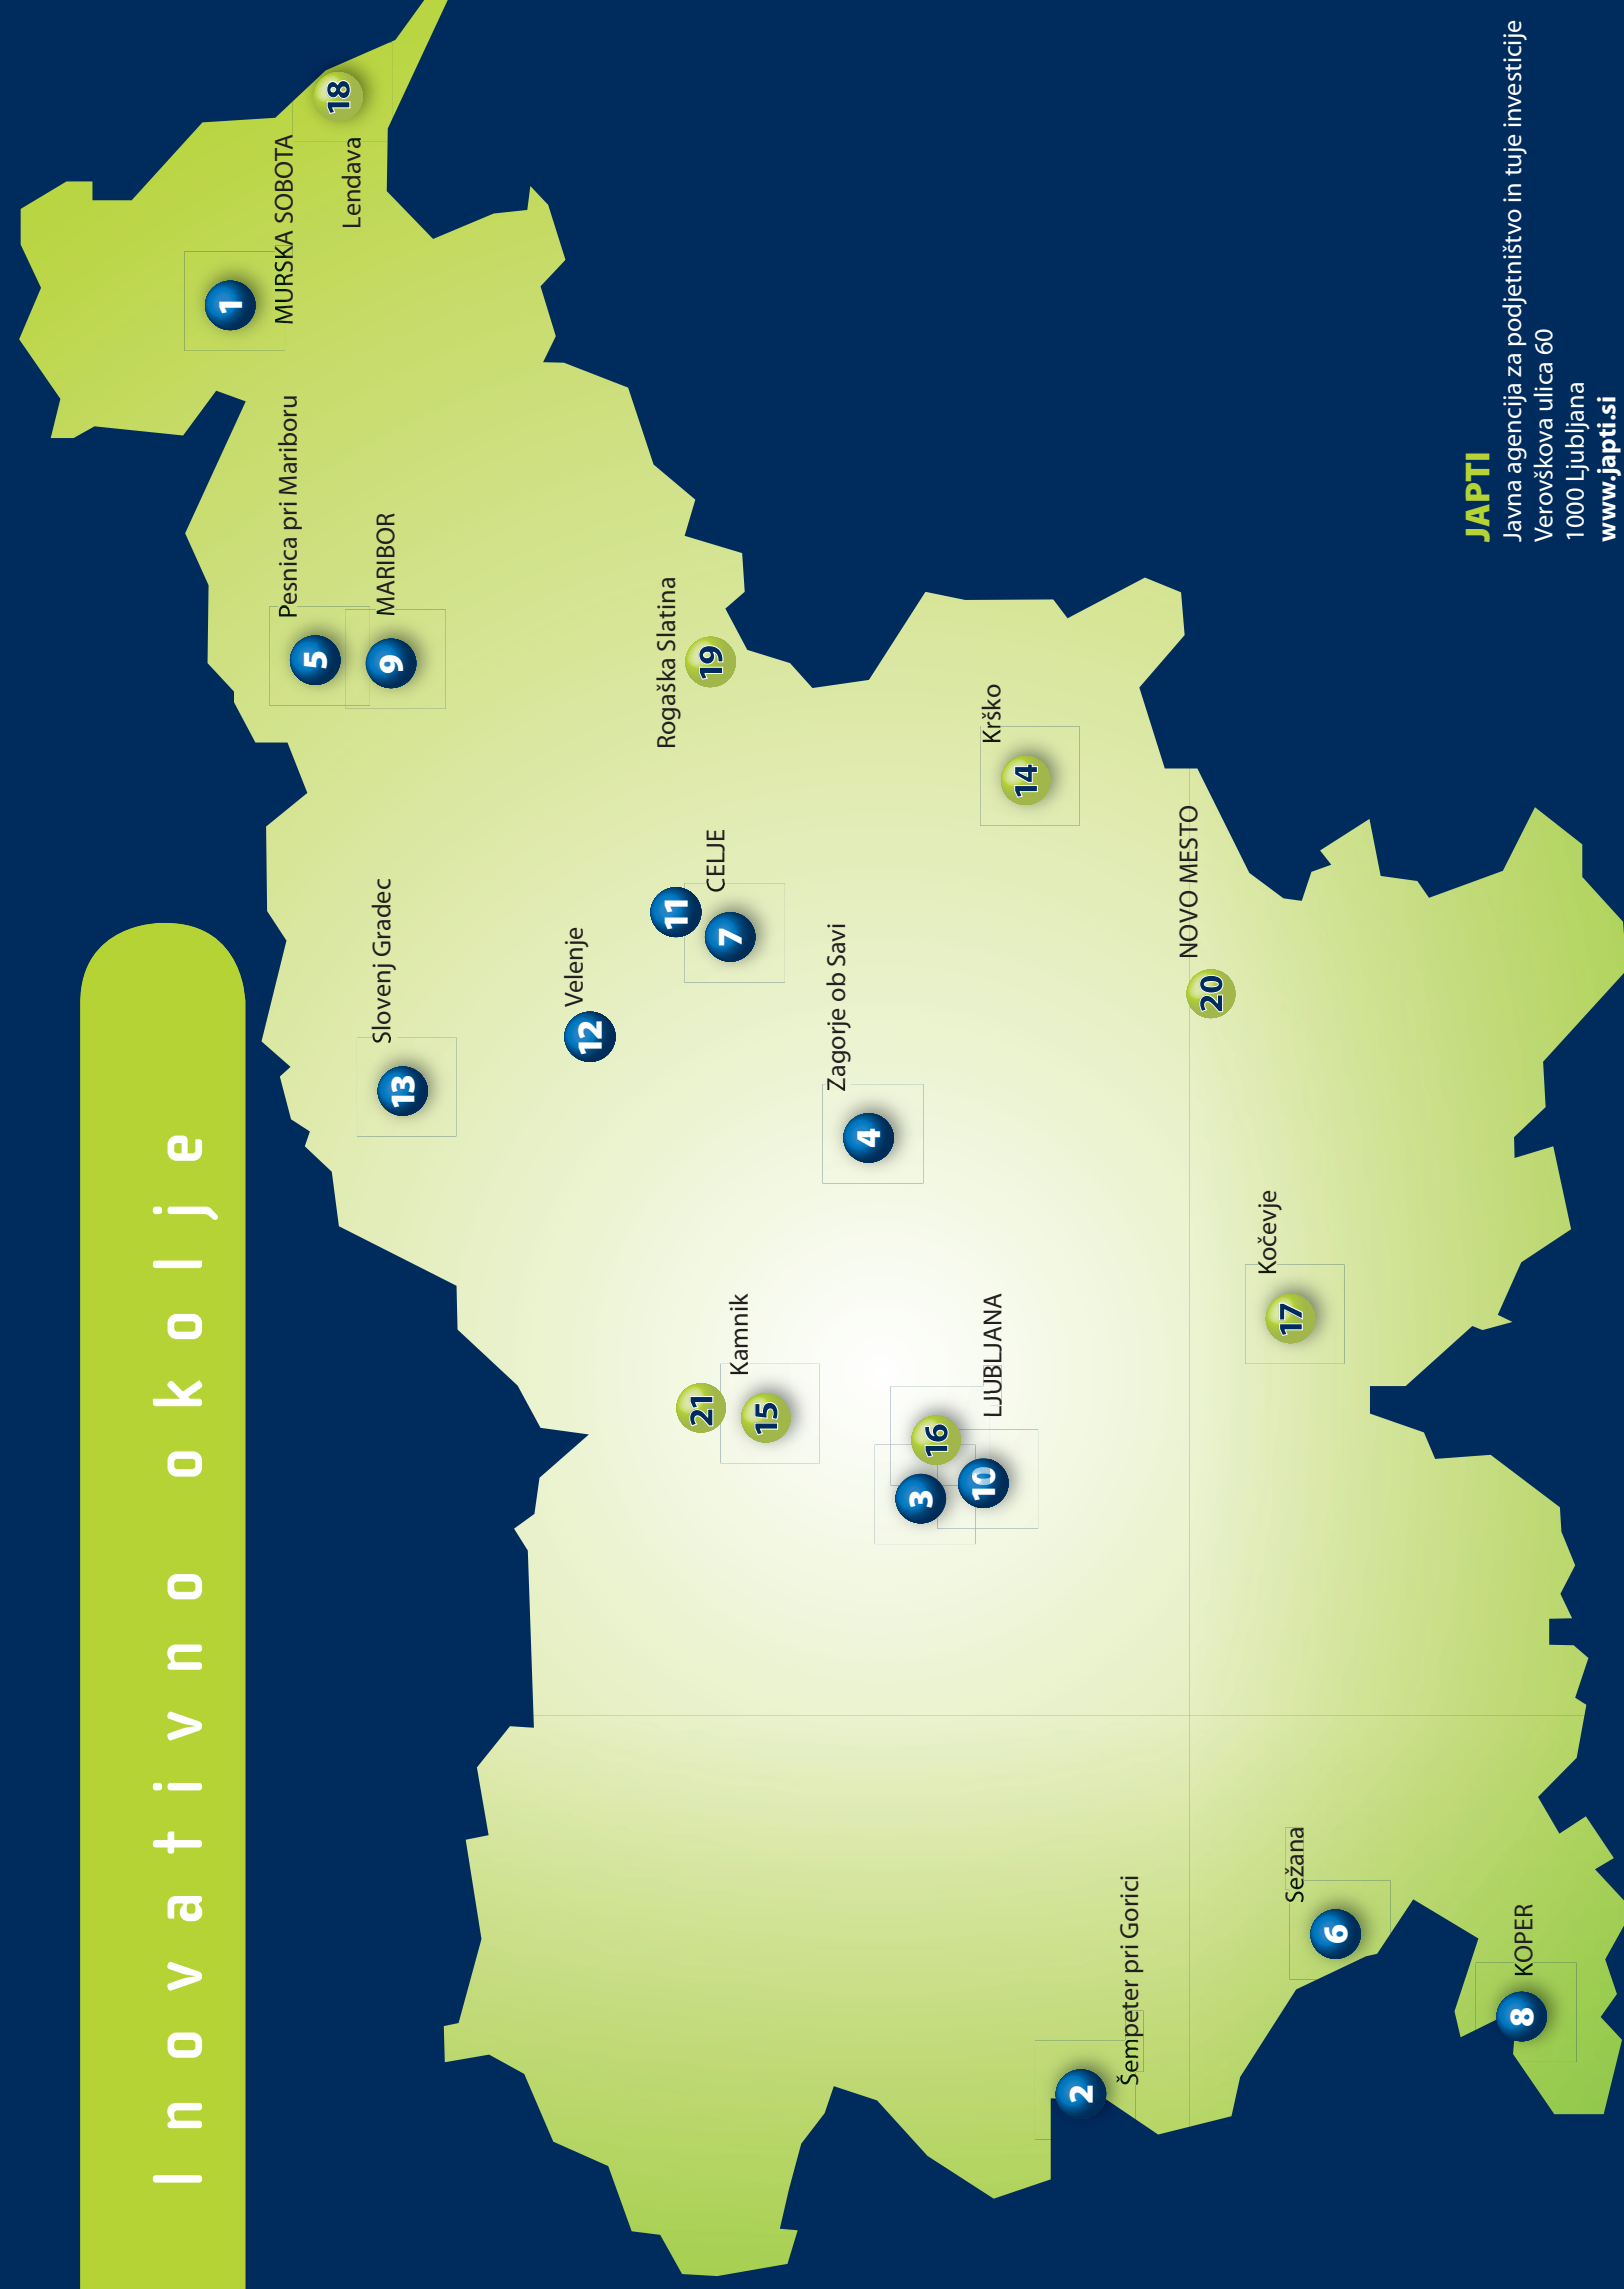 Inovativno okolje
18
Lendava
MURSKA SOBOTA
1
Pesnica pri Mariboru
5
MARIBOR
9
Slovenj Gradec
13
Velenje
12
Rogaška Slatina
19
11
CELJE
7
Zagorje ob Savi
4
21
Kamnik
15
LJUBLJANA
16
3
10
Krško
14
NOVO MESTO
20
Kočevje
17
Šempeter pri Gorici
2
Sežana
6
KOPER
8
JAPTI
Javna agencija za podjetništvo in tuje investicije
Verovškova ulica 60
1000 Ljubljana
www.japti.si